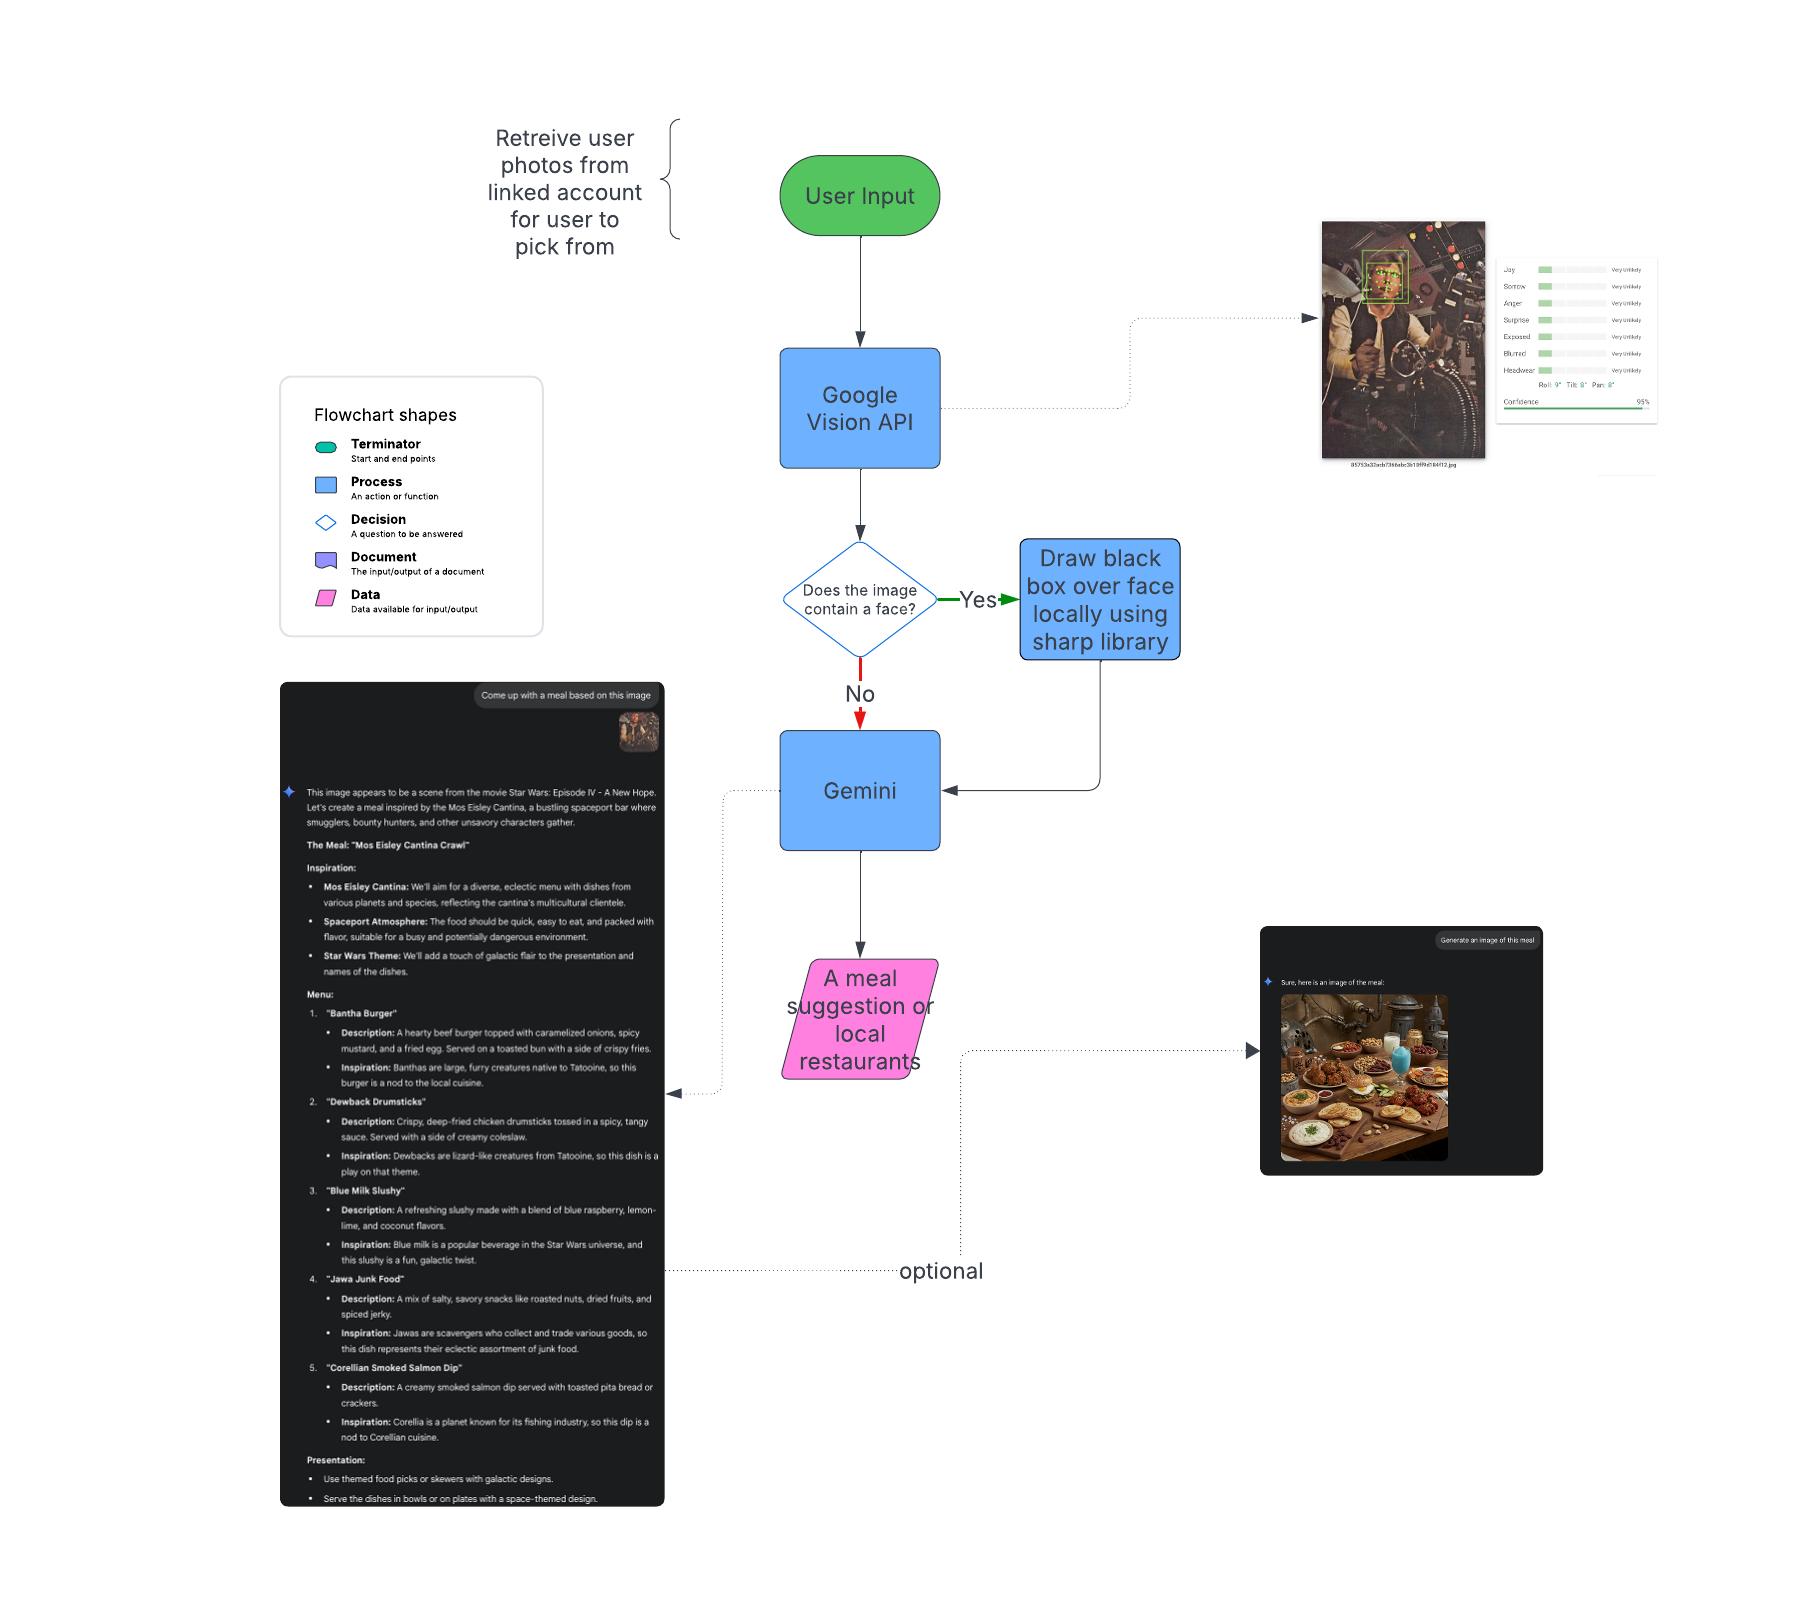 Retreive user
photos from
linked account
for user to
pick from
User Input
Google
Vision API
Joy Very Unlikely
Sorrow Very Unlikely
Anger Very Unlikely
Surprise Very Unlikely
Exposed Very Unlikely
Blurred Very Unlikely
Headwear Very Unlikely
Roll: 9° Tilt: 8° Pan: 8°
Confidence 95%
Flowchart shapes
Terminator
Start and end points
Process
An action or function
Decision
A question to be answered
Document
The input/output of a document
Data
Data available for input/output
Does the image
contain a face?
Yes
Draw black
box over face
locally using
sharp library
No
Gemini
A meal
suggestion or
local
restaurants
Come up with a meal based on this image
This image appears to be a scene from the movie Star Wars: Episode IV - A New Hope.
Let's create a meal inspired by the Mos Eisley Cantina, a bustling spaceport bar where
smugglers, bounty hunters, and other unsavory characters gather.
The Meal: "Mos Eisley Cantina Crawl"
Inspiration:
• Mos Eisley Cantina: We'll aim for a diverse, eclectic menu with dishes from
various planets and species, reflecting the cantina's multicultural clientele.
• Spaceport Atmosphere: The food should be quick, easy to eat, and packed with
flavor, suitable for a busy and potentially dangerous environment.
• Star Wars Theme: We'll add a touch of galactic flair to the presentation and
names of the dishes.
Menu:
1. "Bantha Burger"
• Description: A hearty beef burger topped with caramelized onions, spicy
mustard, and a fried egg. Served on a toasted bun with a side of crispy fries.
• Inspiration: Banthas are large, furry creatures native to Tatooine, so this
burger is a nod to the local cuisine.
2. "Dewback Drumsticks"
• Description: Crispy, deep-fried chicken drumsticks tossed in a spicy, tangy
sauce. Served with a side of creamy coleslaw.
• Inspiration: Dewbacks are lizard-like creatures from Tatooine, so this dish is a
play on that theme.
3. "Blue Milk Slushy"
• Description: A refreshing slushy made with a blend of blue raspberry, lemon-
lime, and coconut flavors.
• Inspiration: Blue milk is a popular beverage in the Star Wars universe, and
this slushy is a fun, galactic twist.
4. "Jawa Junk Food"
• Description: A mix of salty, savory snacks like roasted nuts, dried fruits, and
spiced jerky.
• Inspiration: Jawas are scavengers who collect and trade various goods, so
this dish represents their eclectic assortment of junk food.
5. "Corellian Smoked Salmon Dip"
• Description: A creamy smoked salmon dip served with toasted pita bread or
crackers.
• Inspiration: Corellia is a planet known for its fishing industry, so this dip is a
nod to Corellian cuisine.
Presentation:
• Use themed food picks or skewers with galactic designs.
• Serve the dishes in bowls or on plates with a space-themed design.
optional
Generate an image of this meal
Sure, here is an image of the meal: